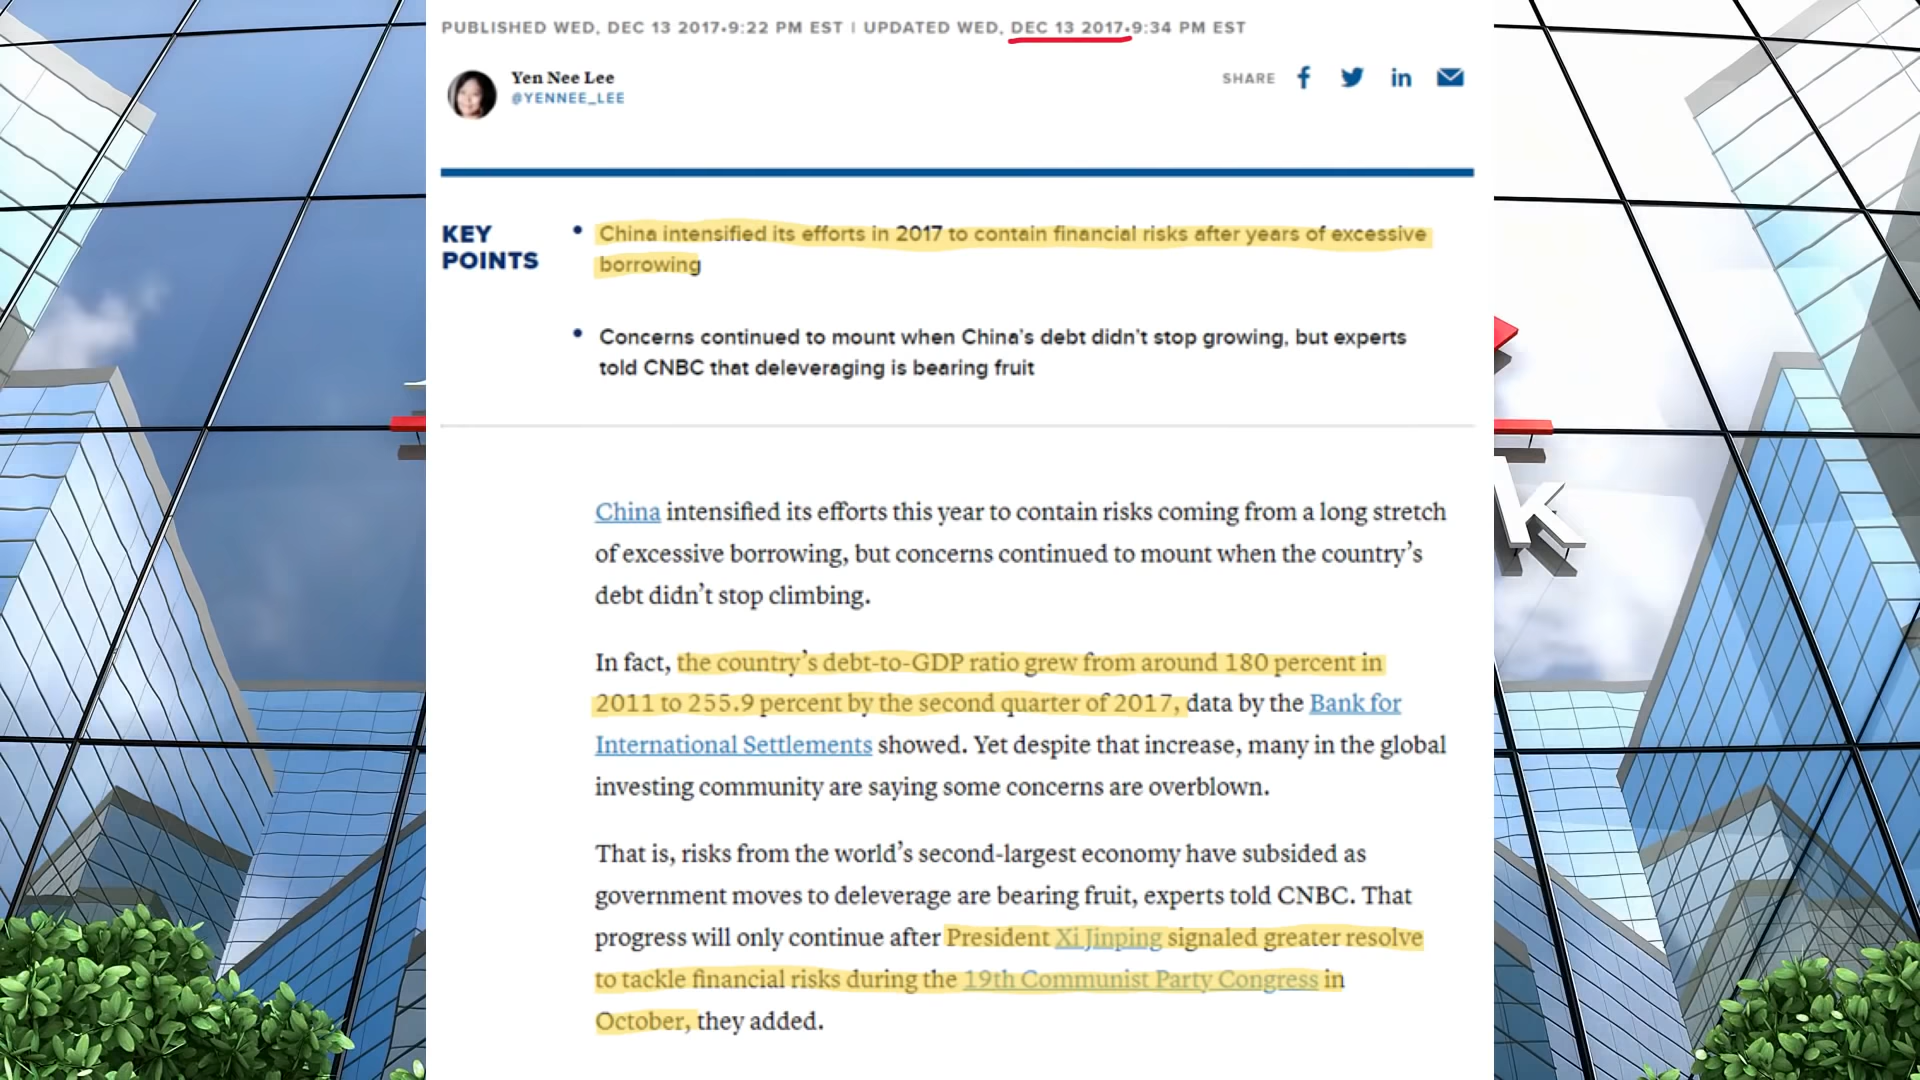 PUBLISHED WED, DEC 13 2017•9:22 PM EST | UPDATED WED, DEC 13 2017•9:34 PM EST
Yen Nee Lee
@YENNEE_LEE
SHARE
KEY POINTS
• China intensified its efforts in 2017 to contain financial risks after years of excessive
borrowing
• Concerns continued to mount when China's debt didn't stop growing, but experts
told CNBC that deleveraging is bearing fruit
China intensified its efforts this year to contain risks coming from a long stretch
of excessive borrowing, but concerns continued to mount when the country's
debt didn't stop climbing.
In fact, the country's debt-to-GDP ratio grew from around 180 percent in
2011 to 255.9 percent by the second quarter of 2017, data by the Bank for
International Settlements showed. Yet despite that increase, many in the global
investing community are saying some concerns are overblown.
That is, risks from the world's second-largest economy have subsided as
government moves to deleverage are bearing fruit, experts told CNBC. That
progress will only continue after President Xi Jinping signaled greater resolve
to tackle financial risks during the 19th Communist Party Congress in
October, they added.
k